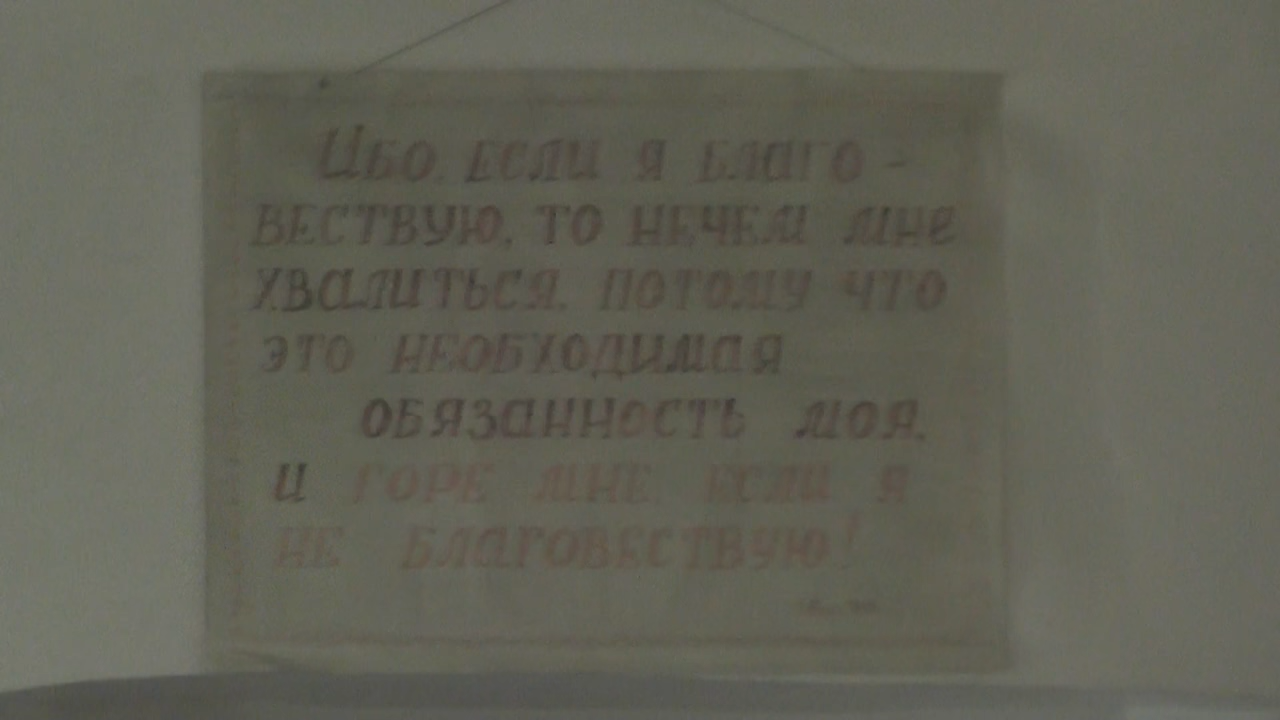 Ибо, если я благо-
вествую, то нечем мне
хвалиться, потому что
это необходимая
обязанность моя,
и горе мне если я
не благовествую!